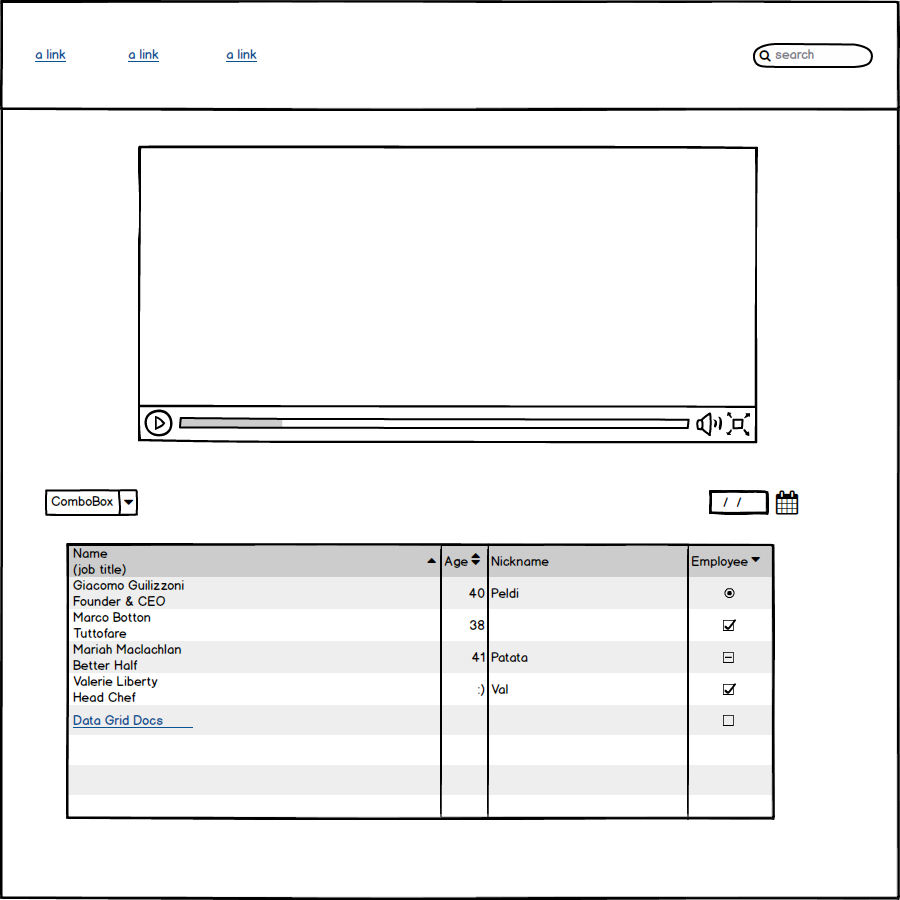 a link a link a link search
ComboBox / /
Name
(job title) Age Nickname Employee
Giacomo Guilizzoni
Founder & CEO 40 Peldi
Marco Botton
Tuttofare 38
Mariah Maclachlan
Better Half 41 Patata
Valerie Liberty
Head Chef :) Val
Data Grid Docs